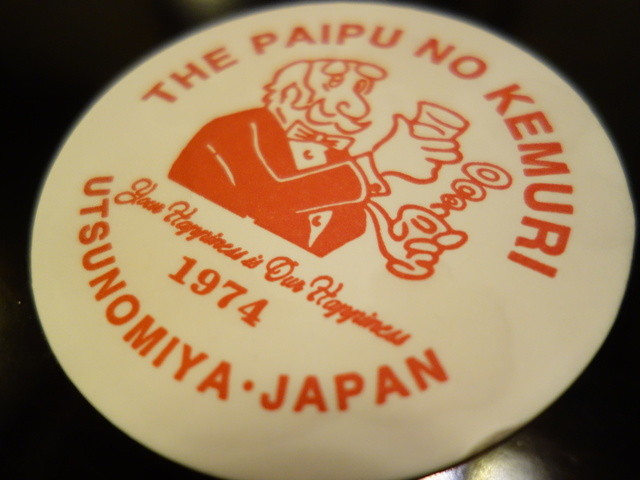 THE PAIPU NO KEMURI
Your Happiness is Our Happiness
1974
UTSUNOMIYA·JAPAN